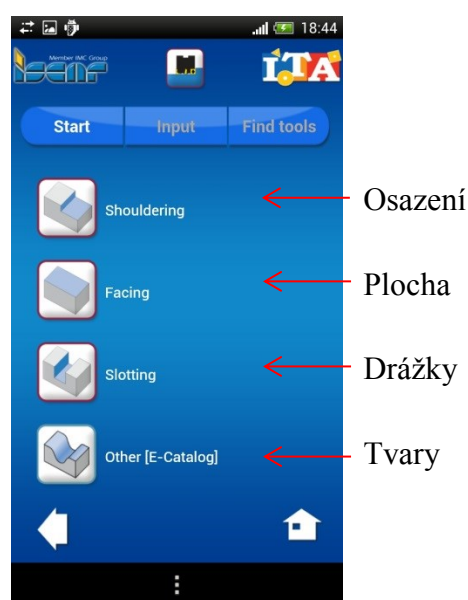 18:44
Member IMC Group
iscar
ITA
Start Input Find tools
Shouldering Osazení
Facing Plocha
Slotting Drážky
Other [E-Catalog] Tvary